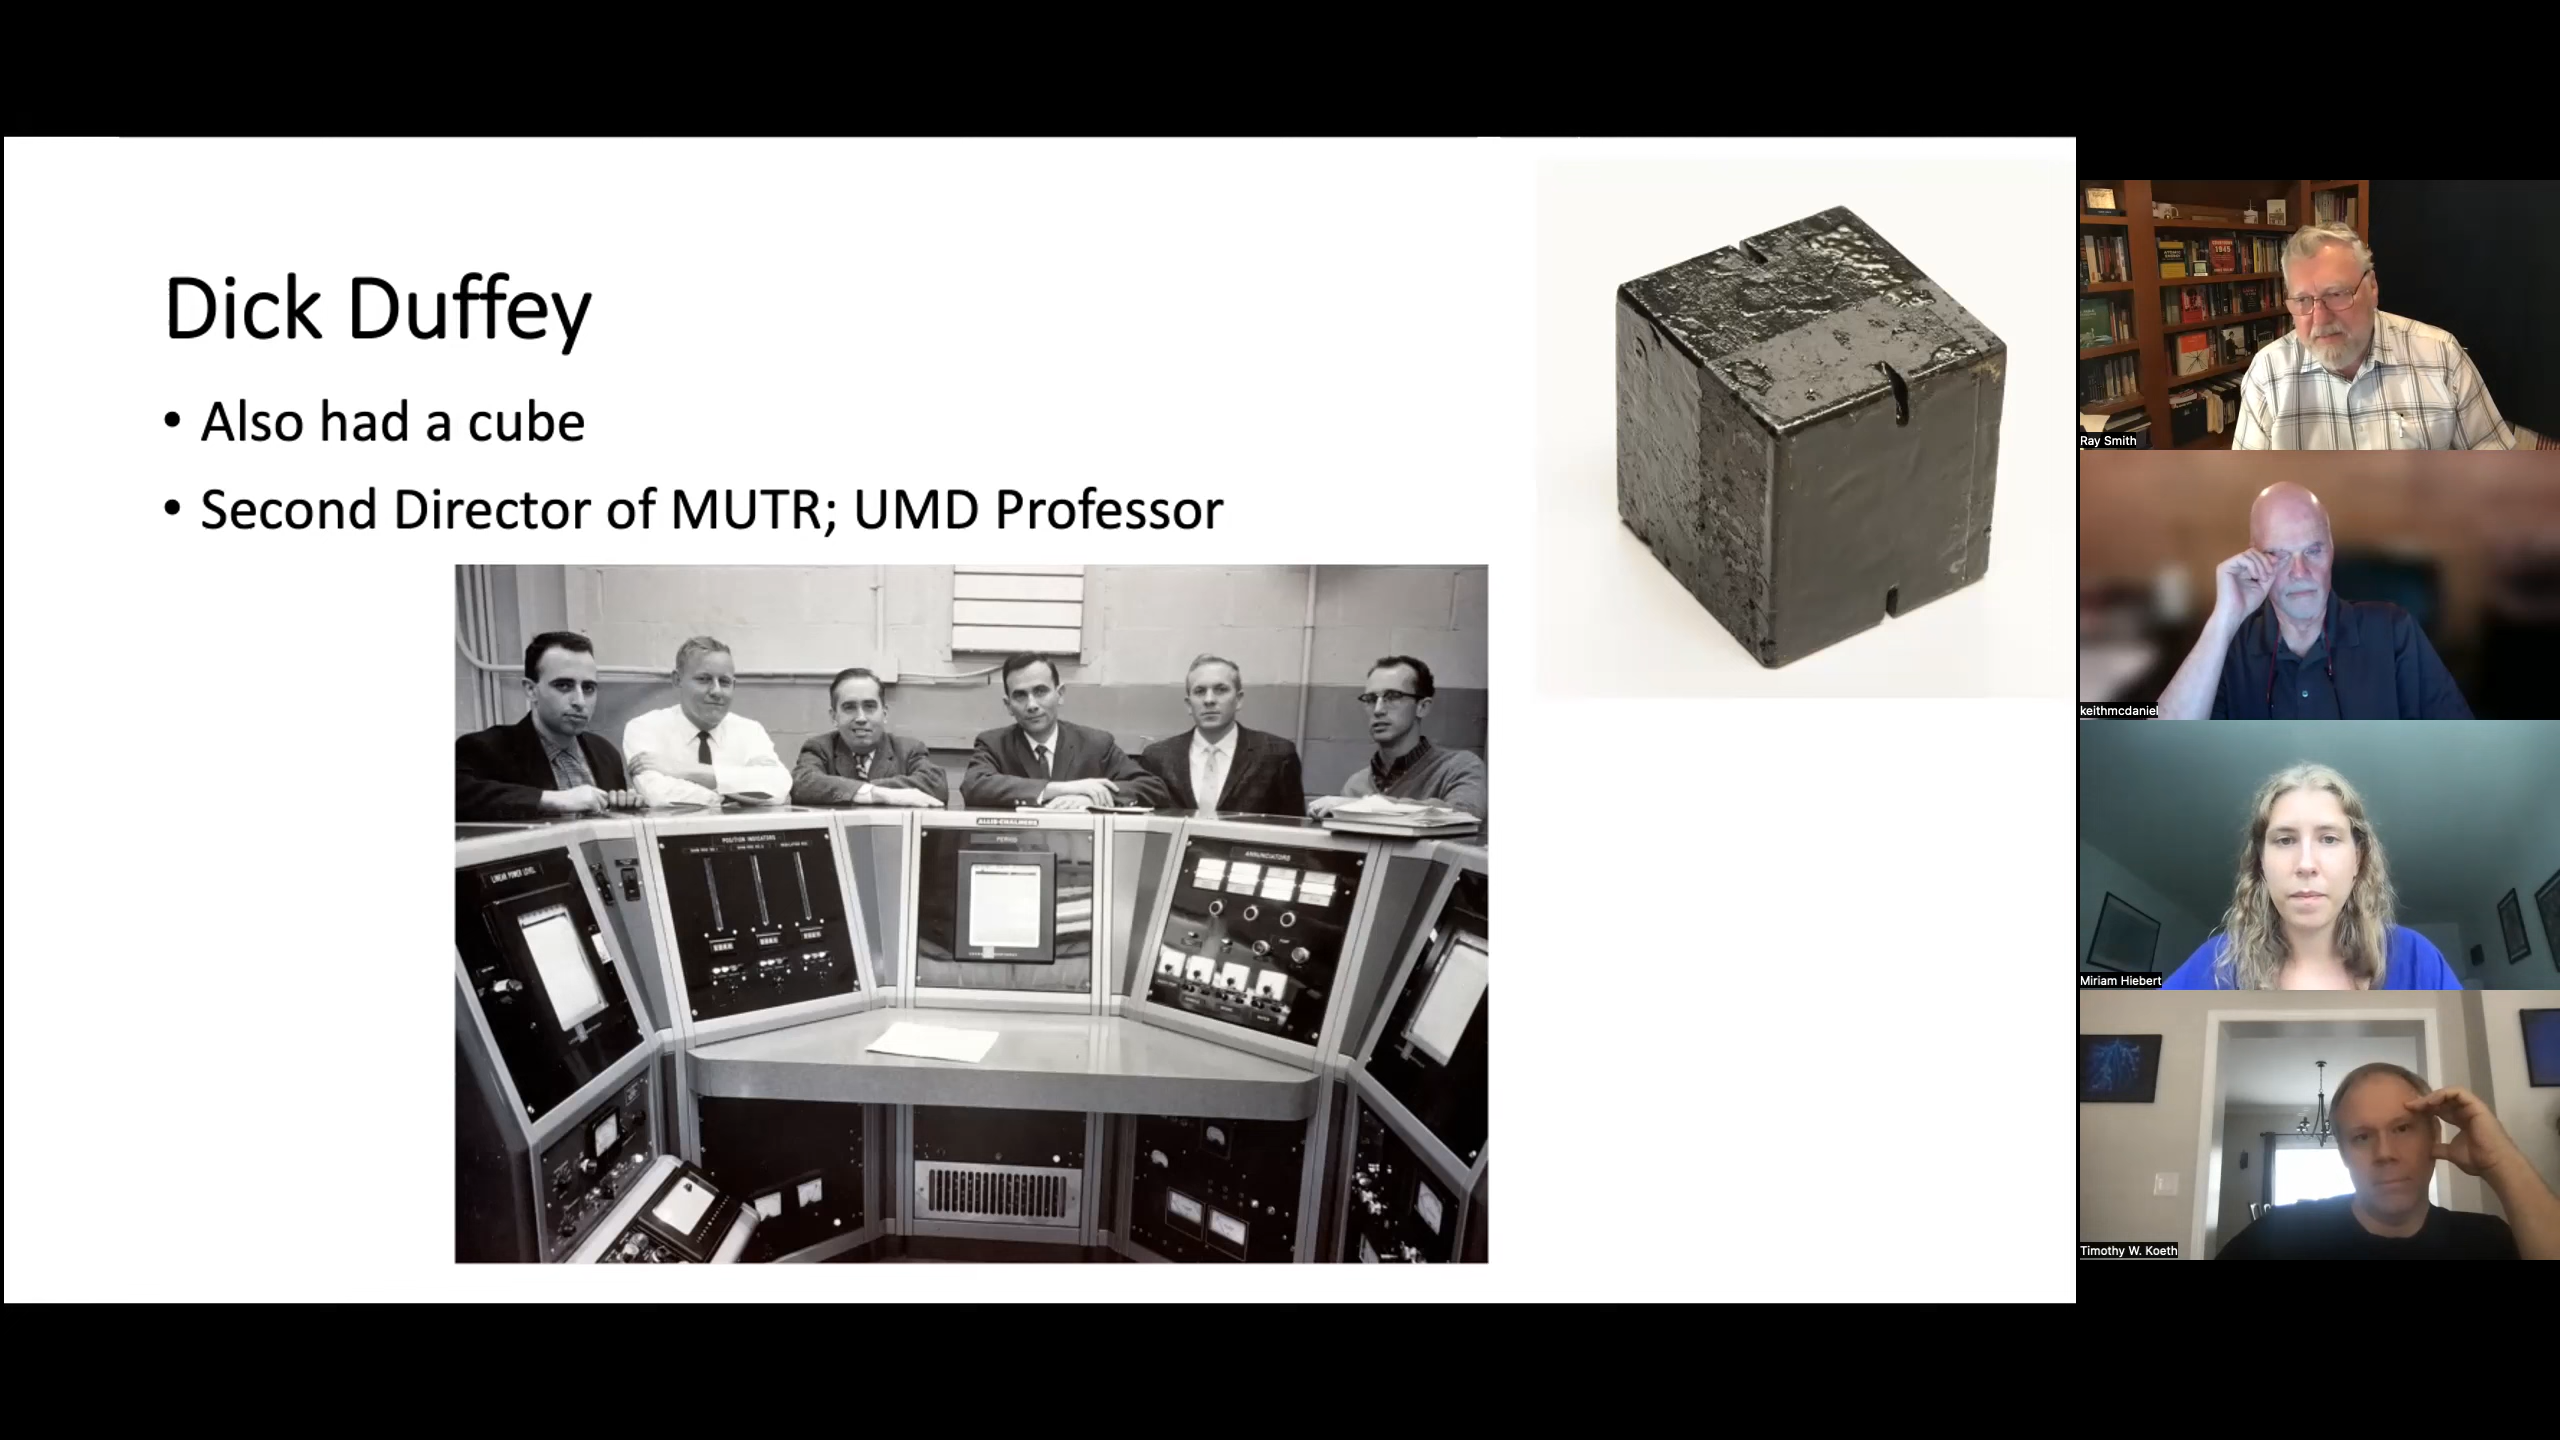 Dick Duffey
• Also had a cube
• Second Director of MUTR; UMD Professor
ALLIS-CHALMERS
PERIOD
POSITION INDICATORS
ANNUNCIATORS
LINEAR POWER LEVEL
Ray Smith
keithmcdaniel
Miriam Hiebert
Timothy W. Koeth